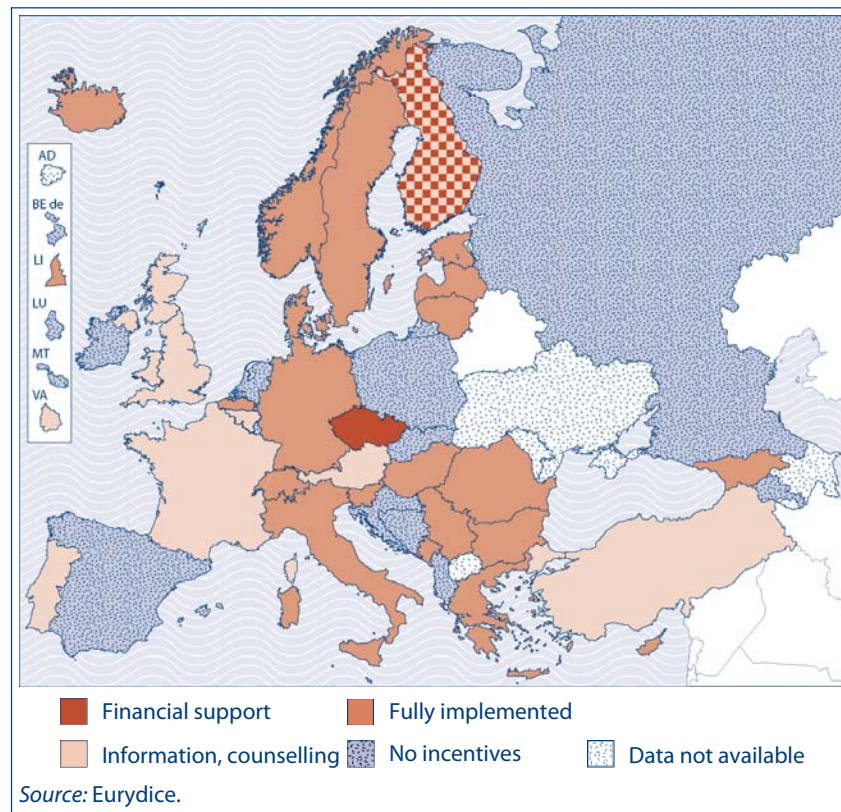 AD
BE de
LI
LU
MT
VA
Financial support
Fully implemented
Information, counselling
No incentives
Data not available
Source: Eurydice.